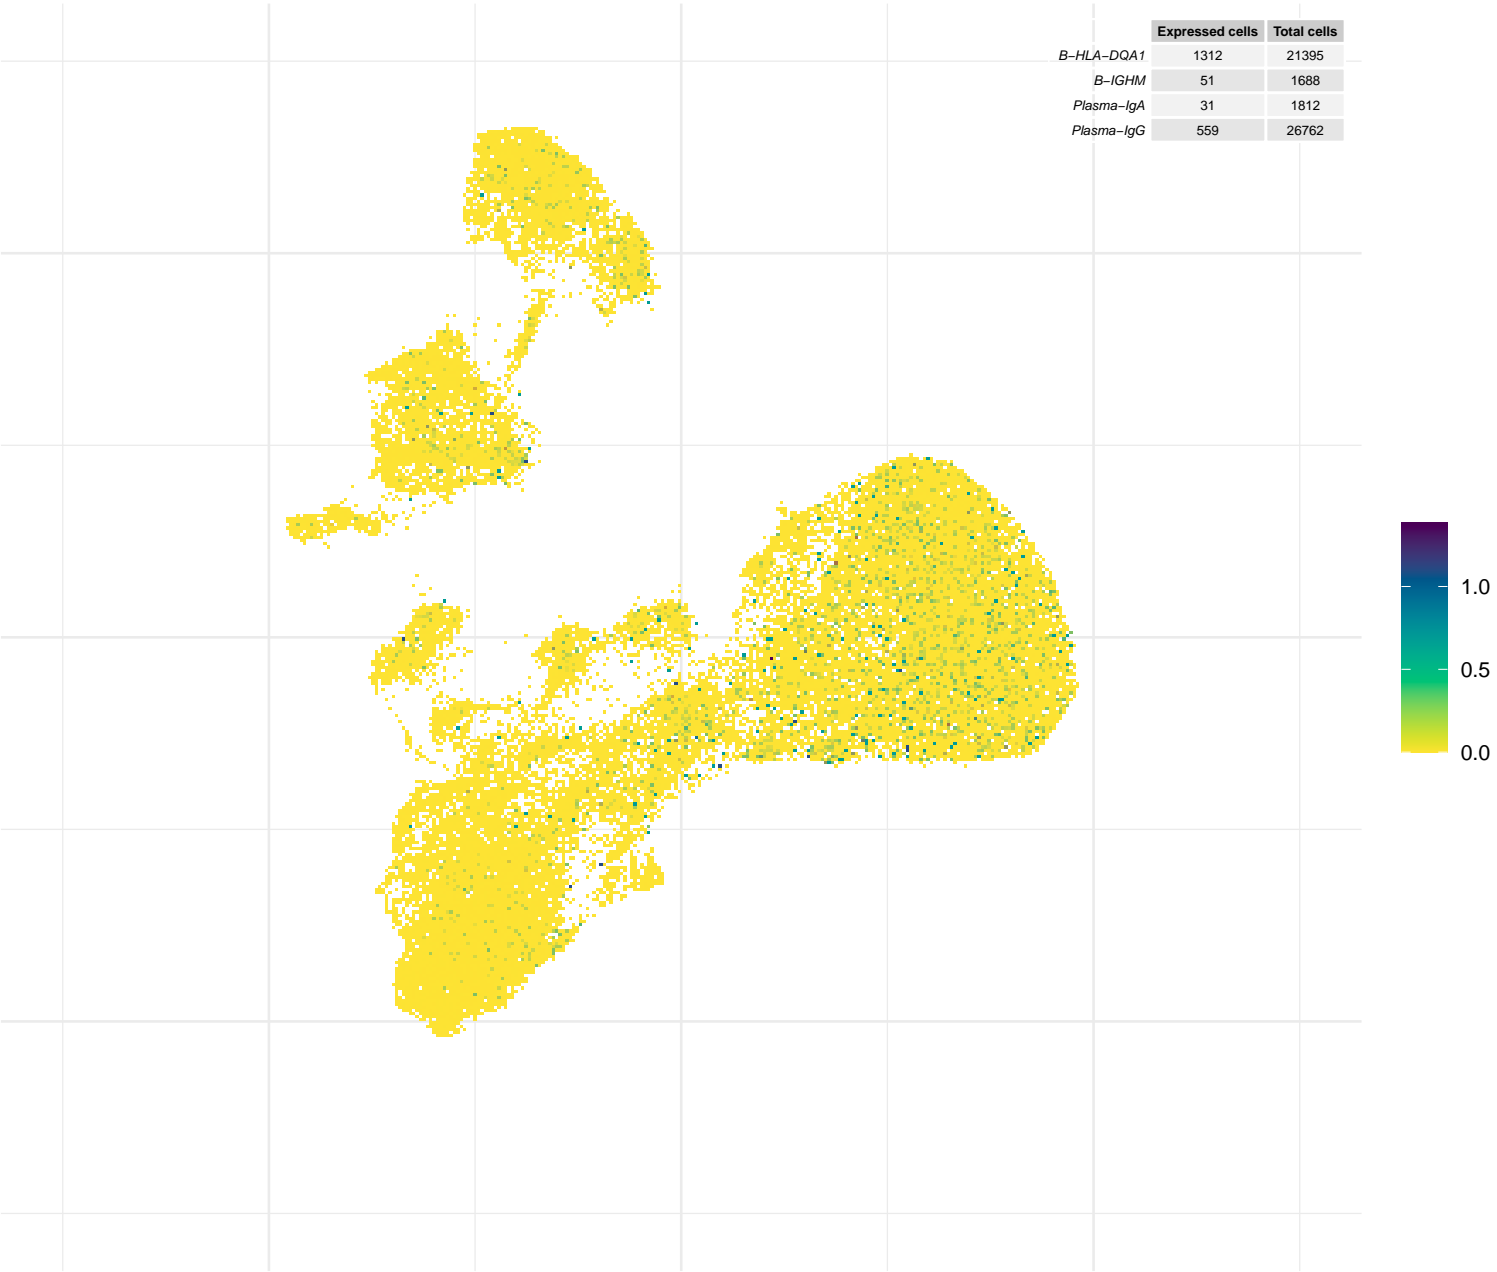 Expressed cells Total cells
B-HLA-DQA1 1312 21395
B-IGHM 51 1688
Plasma-IgA 31 1812
Plasma-IgG 559 26762
1.0
0.5
0.0